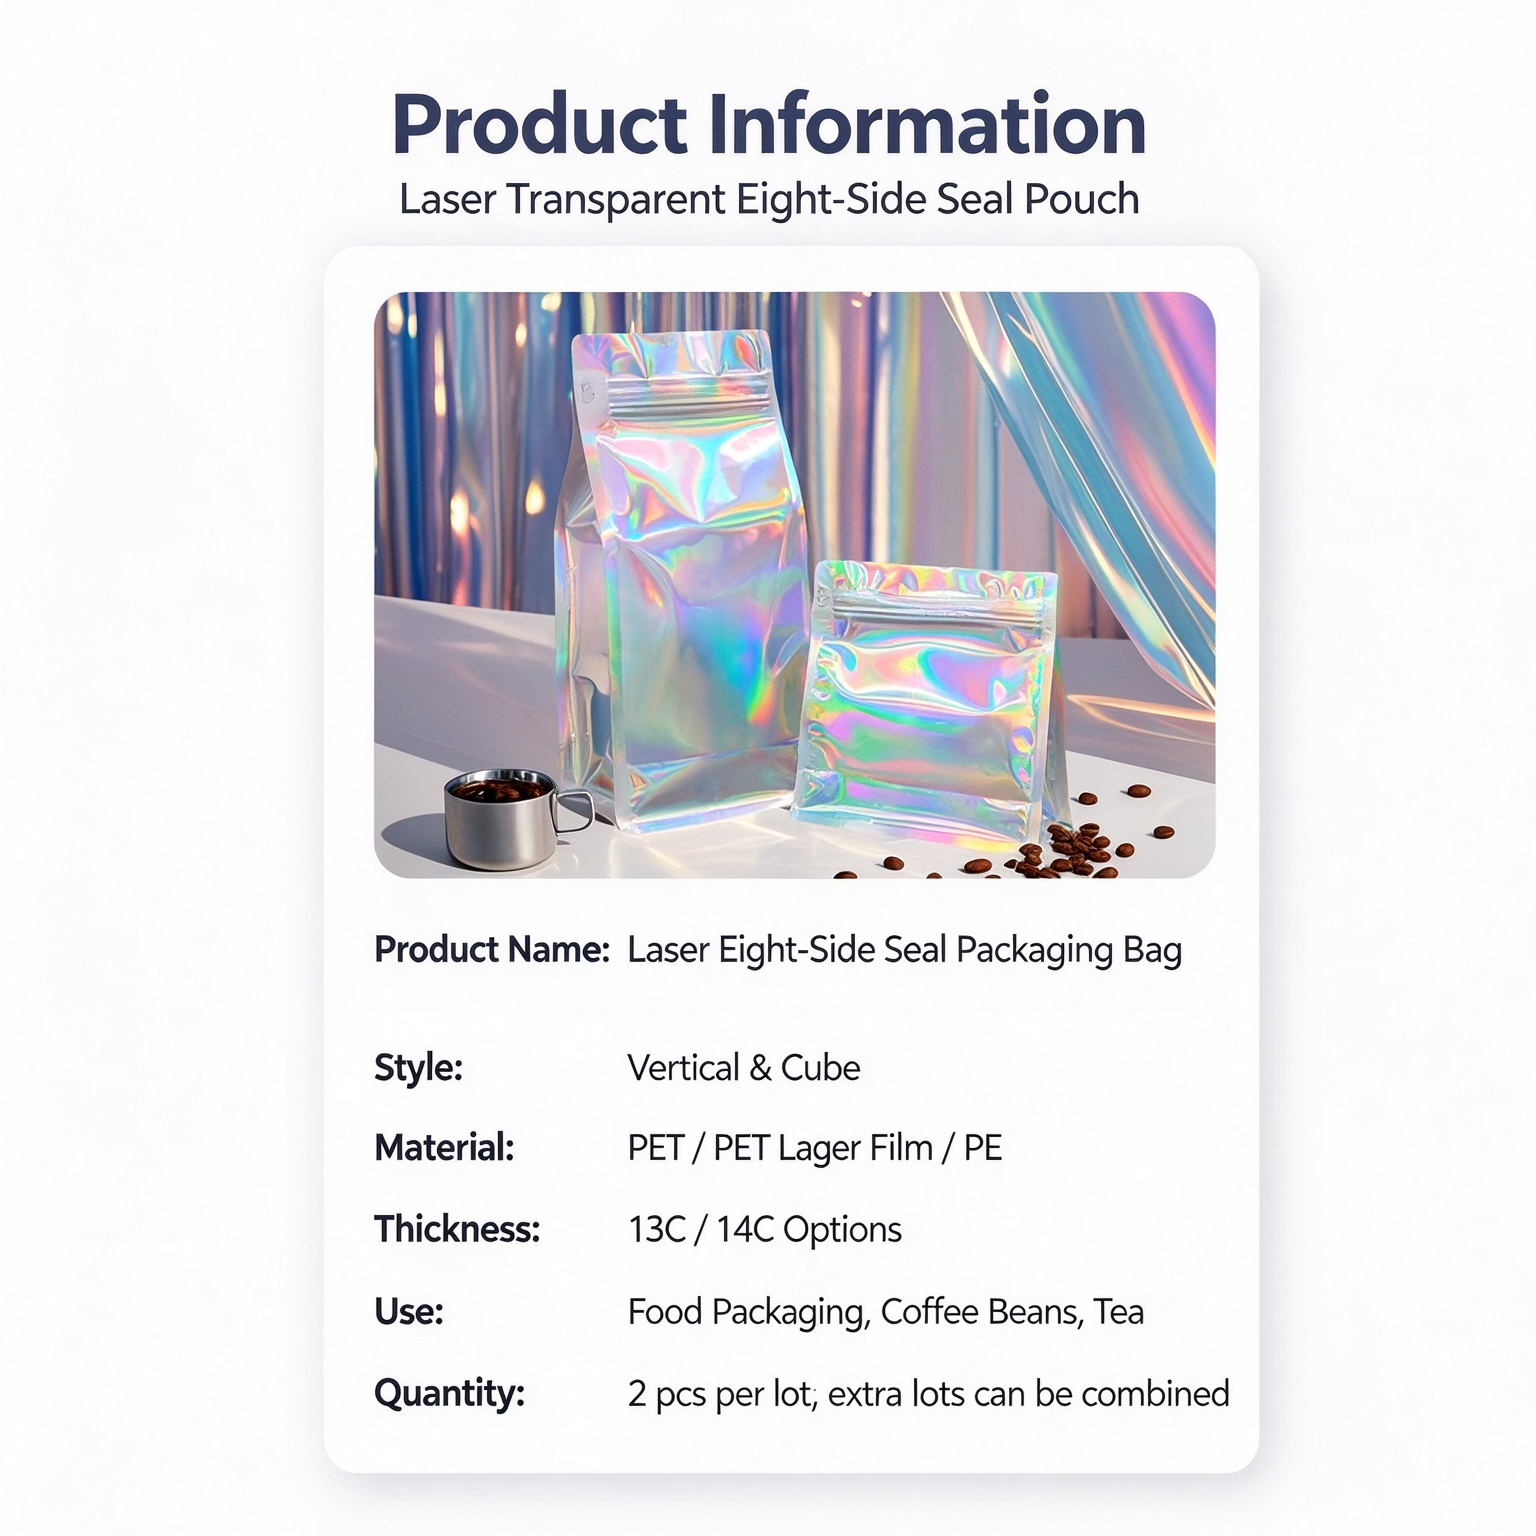 Product Information
Laser Transparent Eight-Side Seal Pouch
Product Name: Laser Eight-Side Seal Packaging Bag
Style: Vertical & Cube
Material: PET / PET Lager Film / PE
Thickness: 13C / 14C Options
Use: Food Packaging, Coffee Beans, Tea
Quantity: 2 pcs per lot; extra lots can be combined